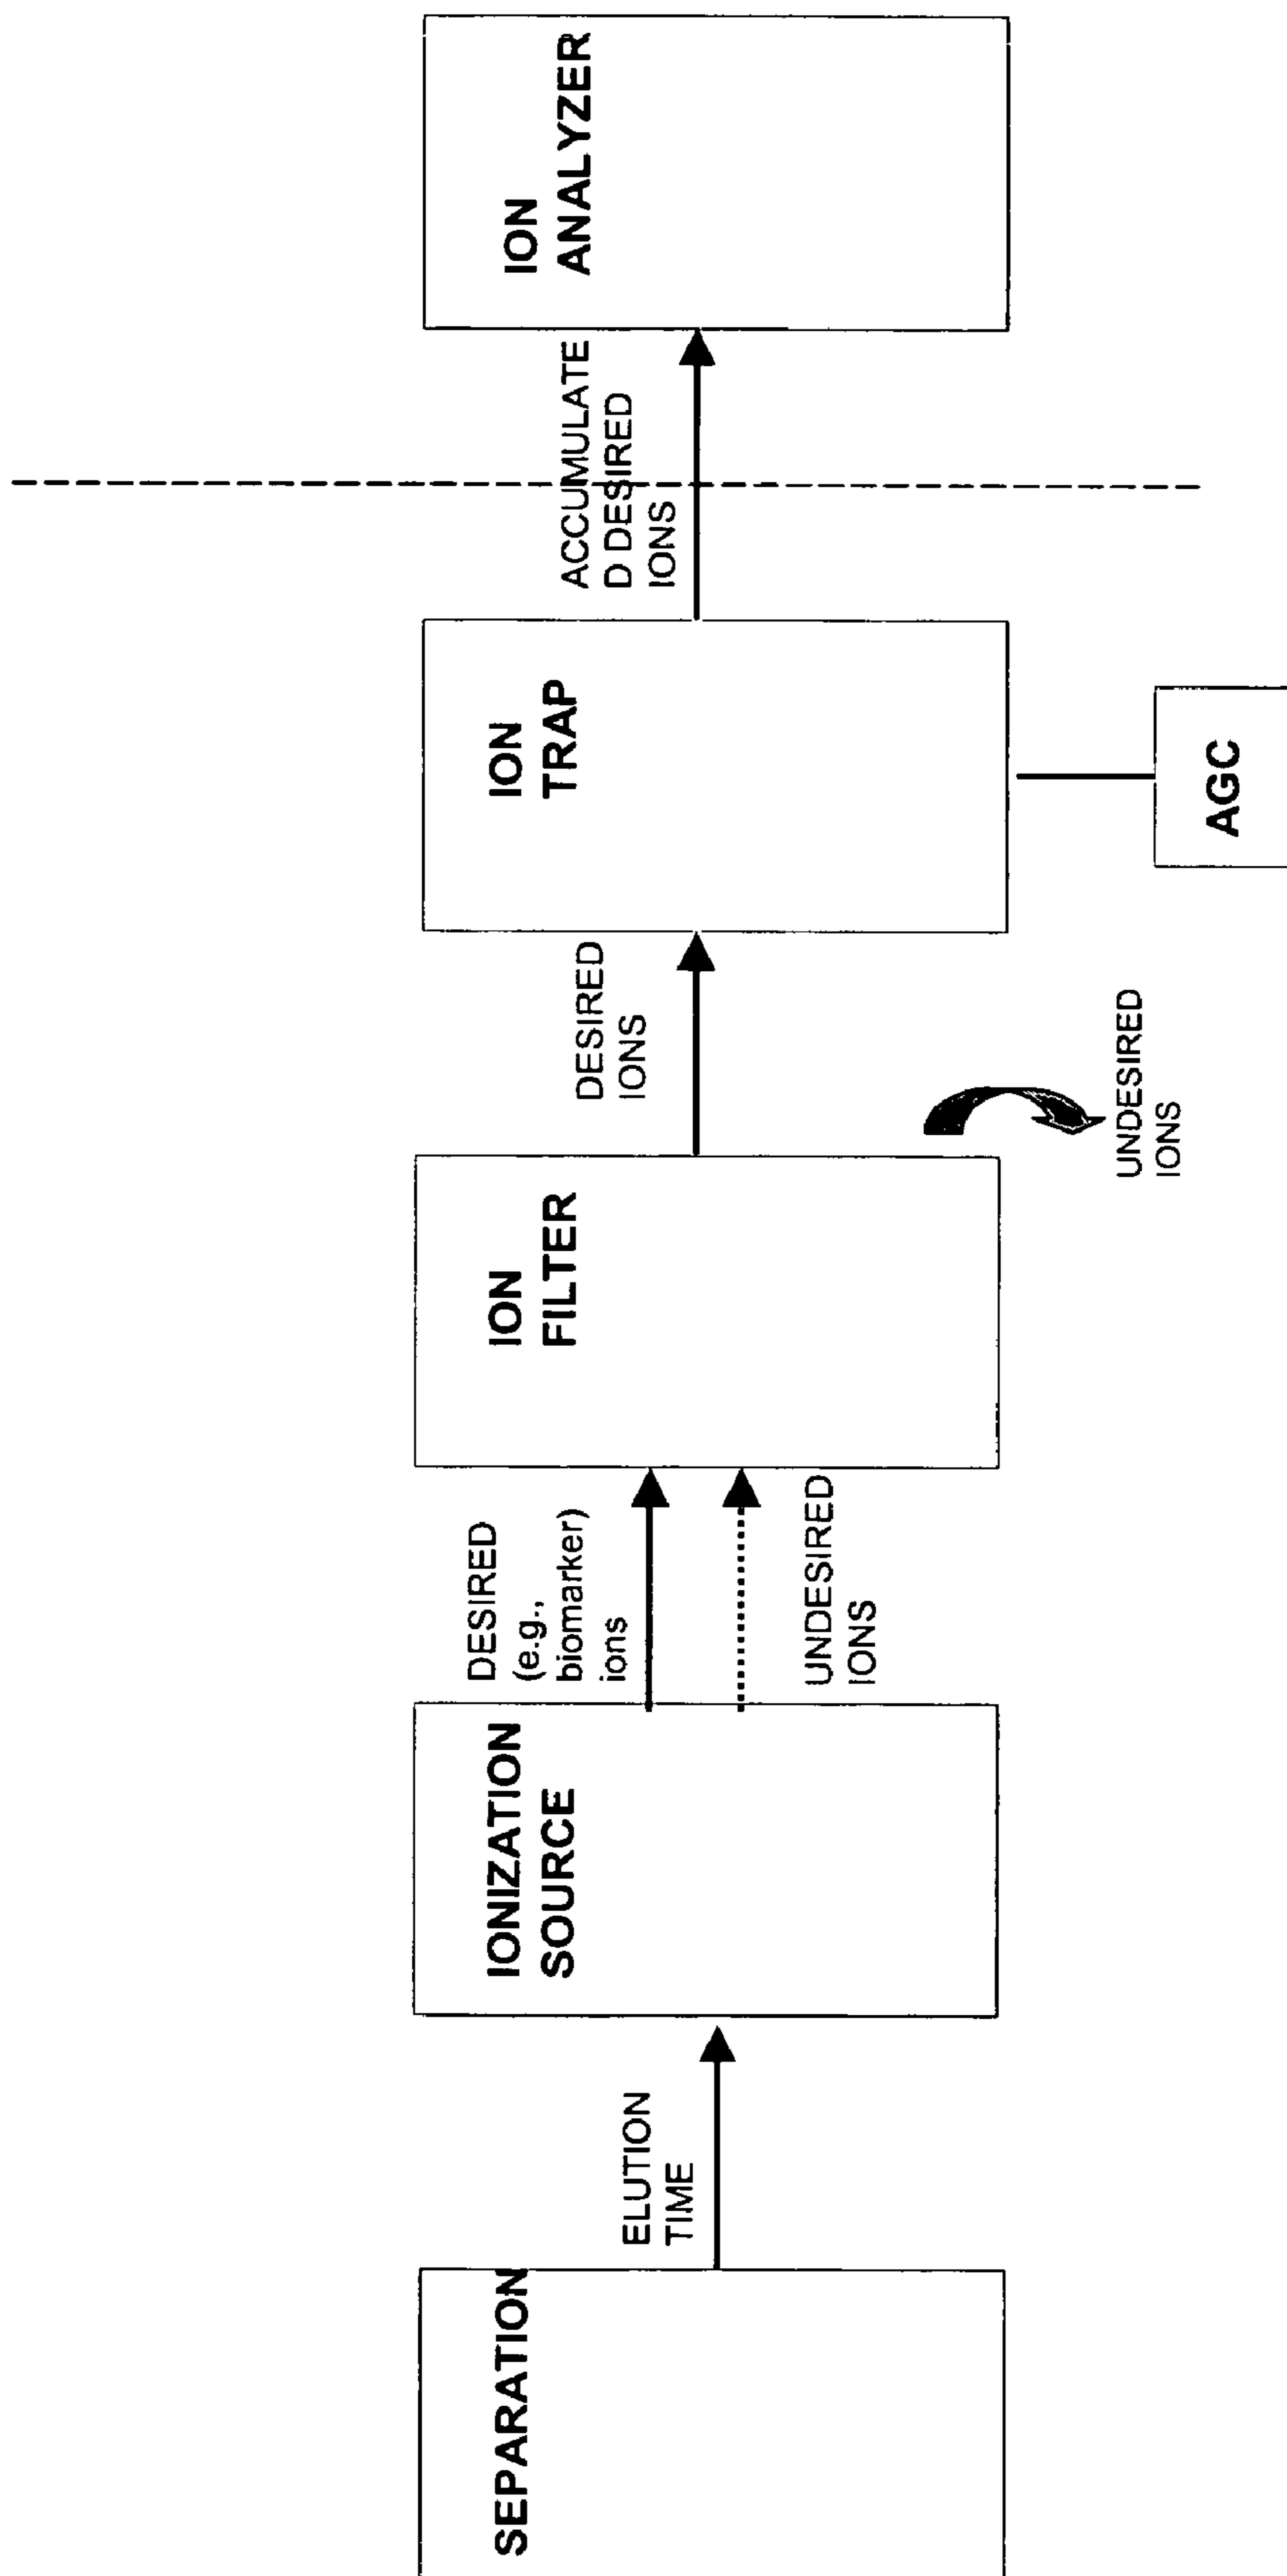 SEPARATION
ELUTION
TIME
IONIZATION
SOURCE
DESIRED
(e.g.,
biomarker)
ions
UNDESIRED
IONS
ION
FILTER
DESIRED
IONS
UNDESIRED
IONS
ION
TRAP
AGC
ACCUMULATE
D DESIRED
IONS
ION
ANALYZER